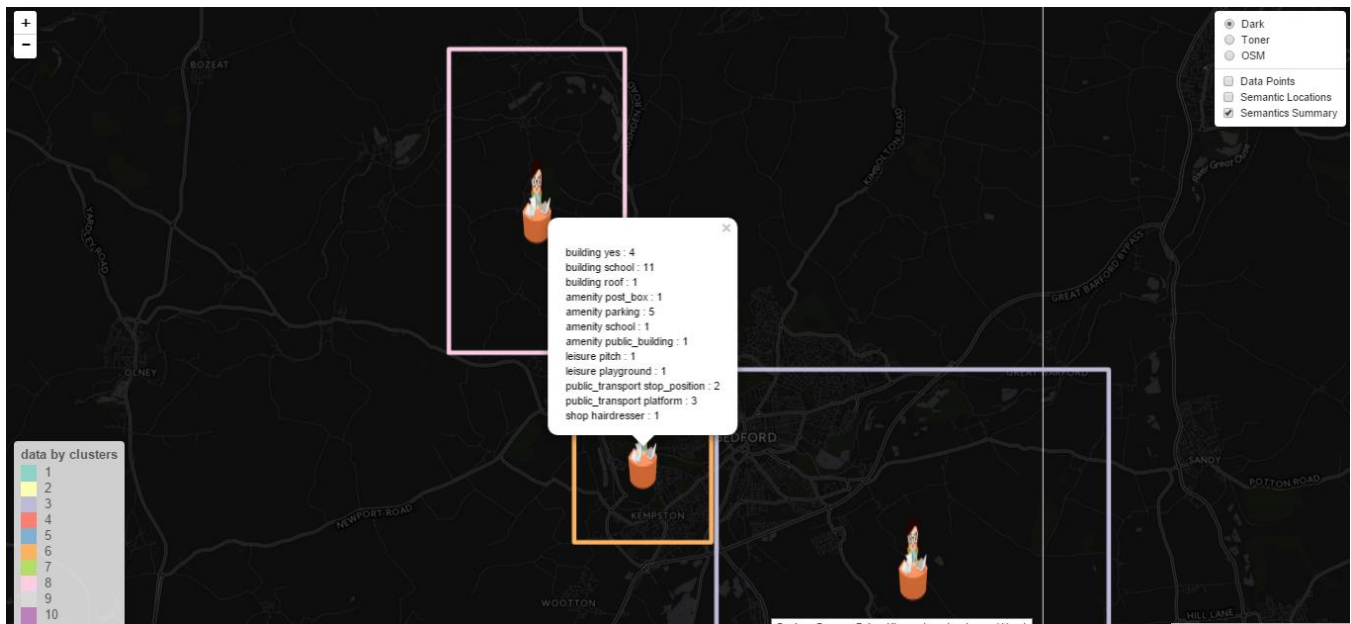 +
−
Dark
Toner
OSM
Data Points
Semantic Locations
Semantics Summary
BOZEAT
KIMBOLTON ROAD
River Great Ouse
YARDLEY ROAD
×
building yes : 4
building school : 11
building roof : 1
amenity post_box : 1
amenity parking : 5
amenity school : 1
amenity public_building : 1
leisure pitch : 1
leisure playground : 1
public_transport stop_position : 2
public_transport platform : 3
shop hairdresser : 1
GREAT BARFORD BYPASS
OLNEY
GREAT BARFORD
EDFORD
SANDY
POTTON ROAD
NEWPORT ROAD
KEMPSTON
WOOTTON
HILL LANE
data by clusters
1
2
3
4
5
6
7
8
9
10